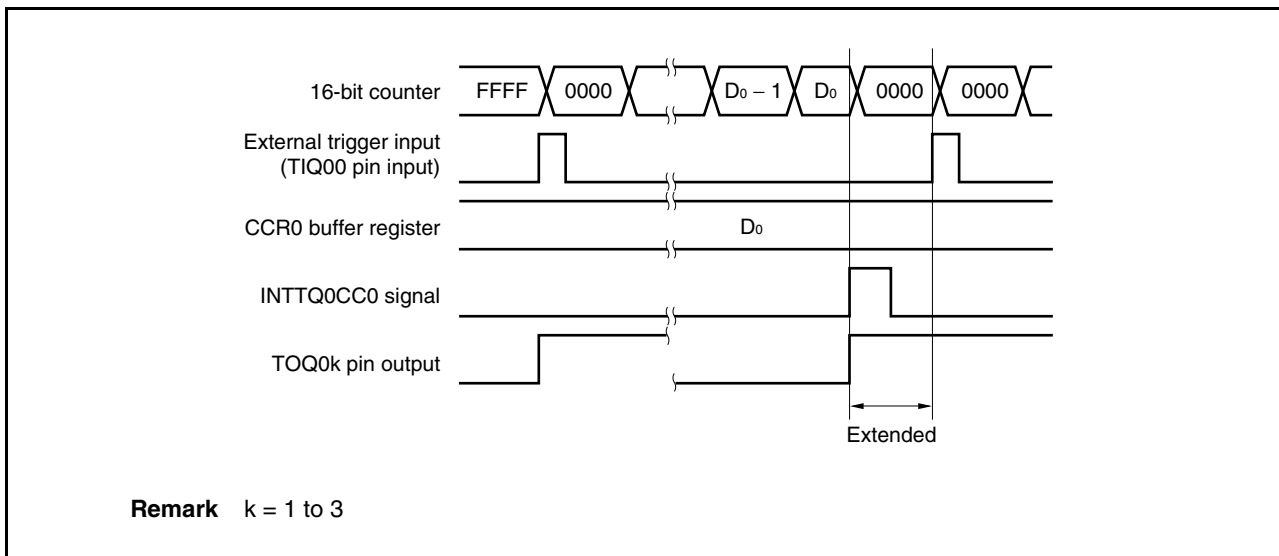 16-bit counter FFFF 0000 D0 − 1 D0 0000 0000
External trigger input
(TIQ00 pin input)
CCR0 buffer register D0
INTTQ0CC0 signal
TOQ0k pin output
Extended
Remark k = 1 to 3